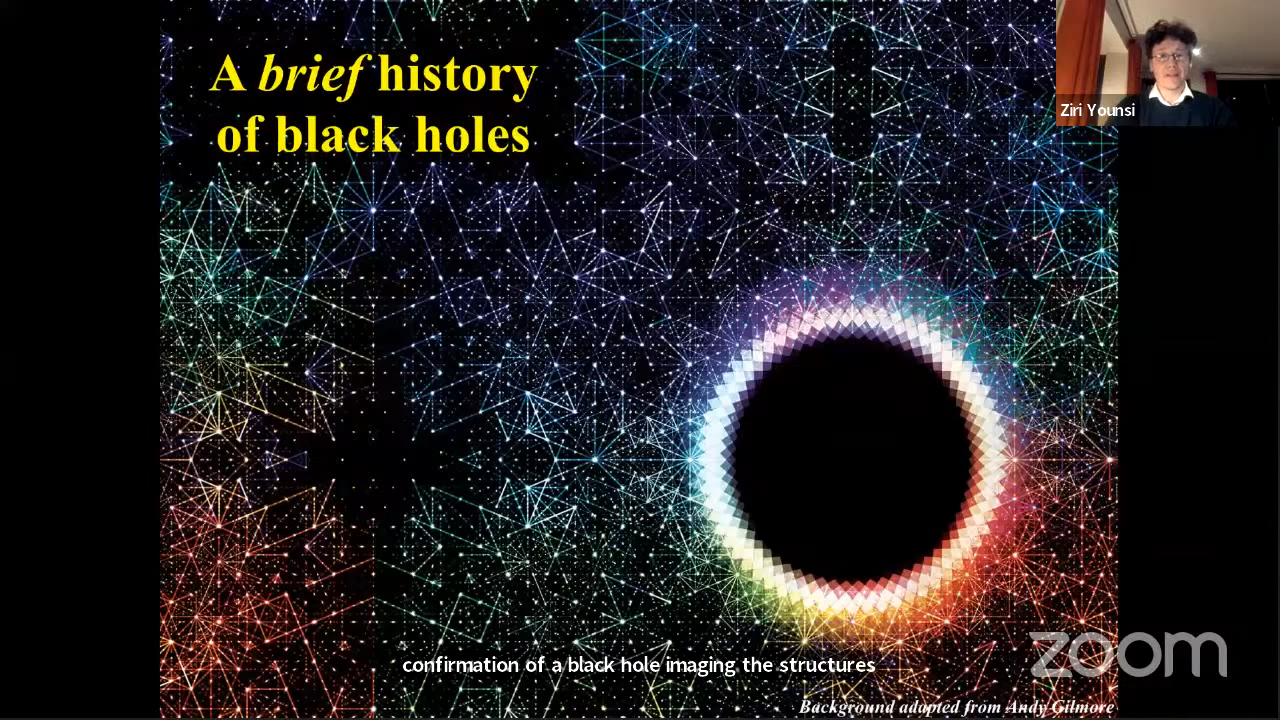 A brief history
of black holes
Ziri Younsi
confirmation of a black hole imaging the structures
zoom
Background adapted from Andy Gilmore